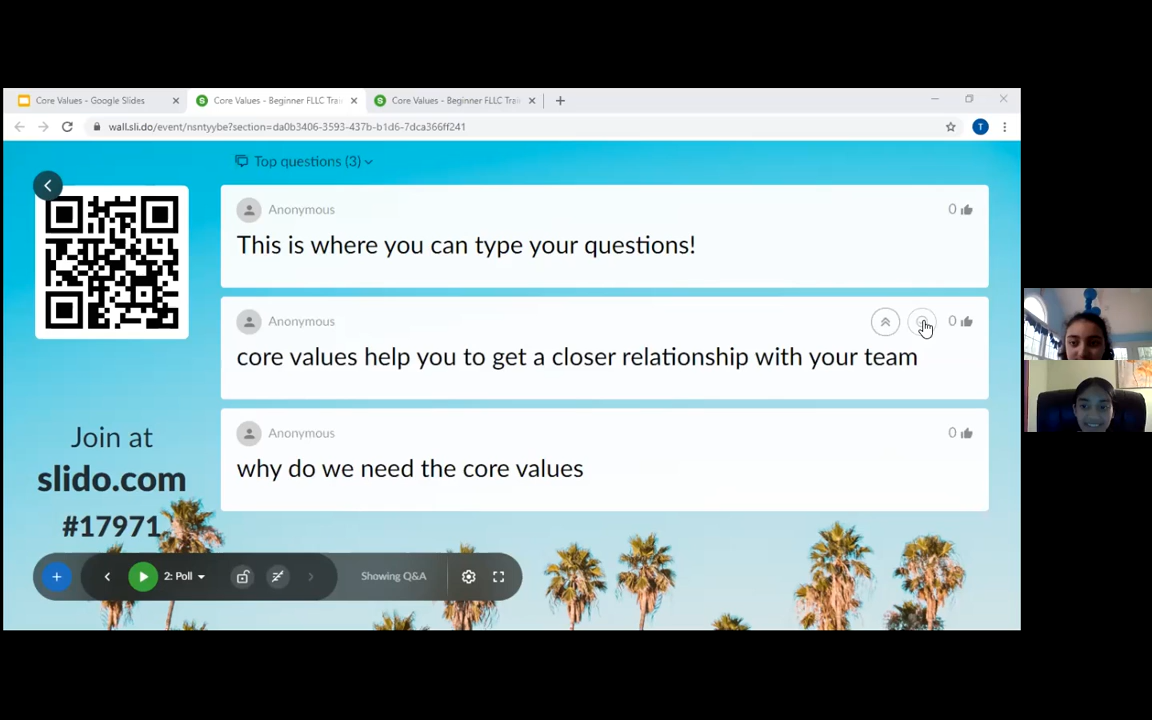 Core Values - Google Slides
Core Values - Beginner FLLC Trai
Core Values - Beginner FLLC Trai
wall.sli.do/event/nsntyybe?section=da0b3406-3593-437b-b1d6-7dca366ff241
T
Top questions (3)
Anonymous
0
This is where you can type your questions!
Anonymous
0
core values help you to get a closer relationship with your team
Anonymous
0
why do we need the core values
Join at
slido.com
#17971
2: Poll
Showing Q&A